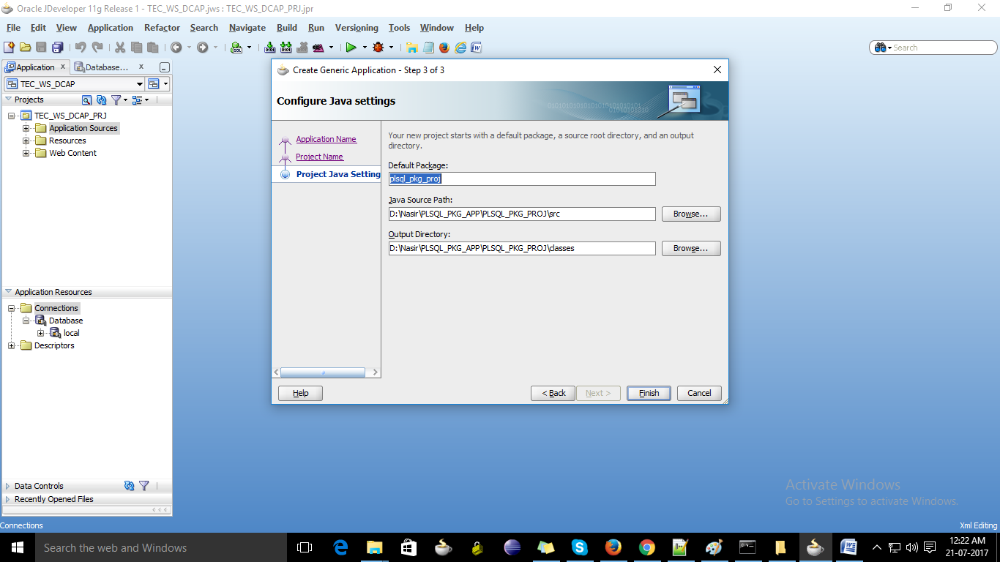 Oracle JDeveloper 11g Release 1 - TEC_WS_DCAP.jws : TEC_WS_DCAP_PRJ.jpr
File Edit View Application Refactor Search Navigate Build Run Versioning Tools Window Help
Search
Application x Database... x
TEC_WS_DCAP
Projects
TEC_WS_DCAP_PRJ
Application Sources
Resources
Web Content
Application Resources
Connections
Database
local
Descriptors
Data Controls
Recently Opened Files
Connections
Create Generic Application - Step 3 of 3
Configure Java settings
Application Name
Project Name
Project Java Setting
Your new project starts with a default package, a source root directory, and an output
directory.
Default Package:
plsql_pkg_proj
Java Source Path:
D:\Nasir\PLSQL_PKG_APP\PLSQL_PKG_PROJ\src
Browse...
Output Directory:
D:\Nasir\PLSQL_PKG_APP\PLSQL_PKG_PROJ\classes
Browse...
Help < Back Next > Finish Cancel
Activate Windows
Go to Settings to activate Windows.
Xml Editing
Search the web and Windows
12:22 AM
21-07-2017